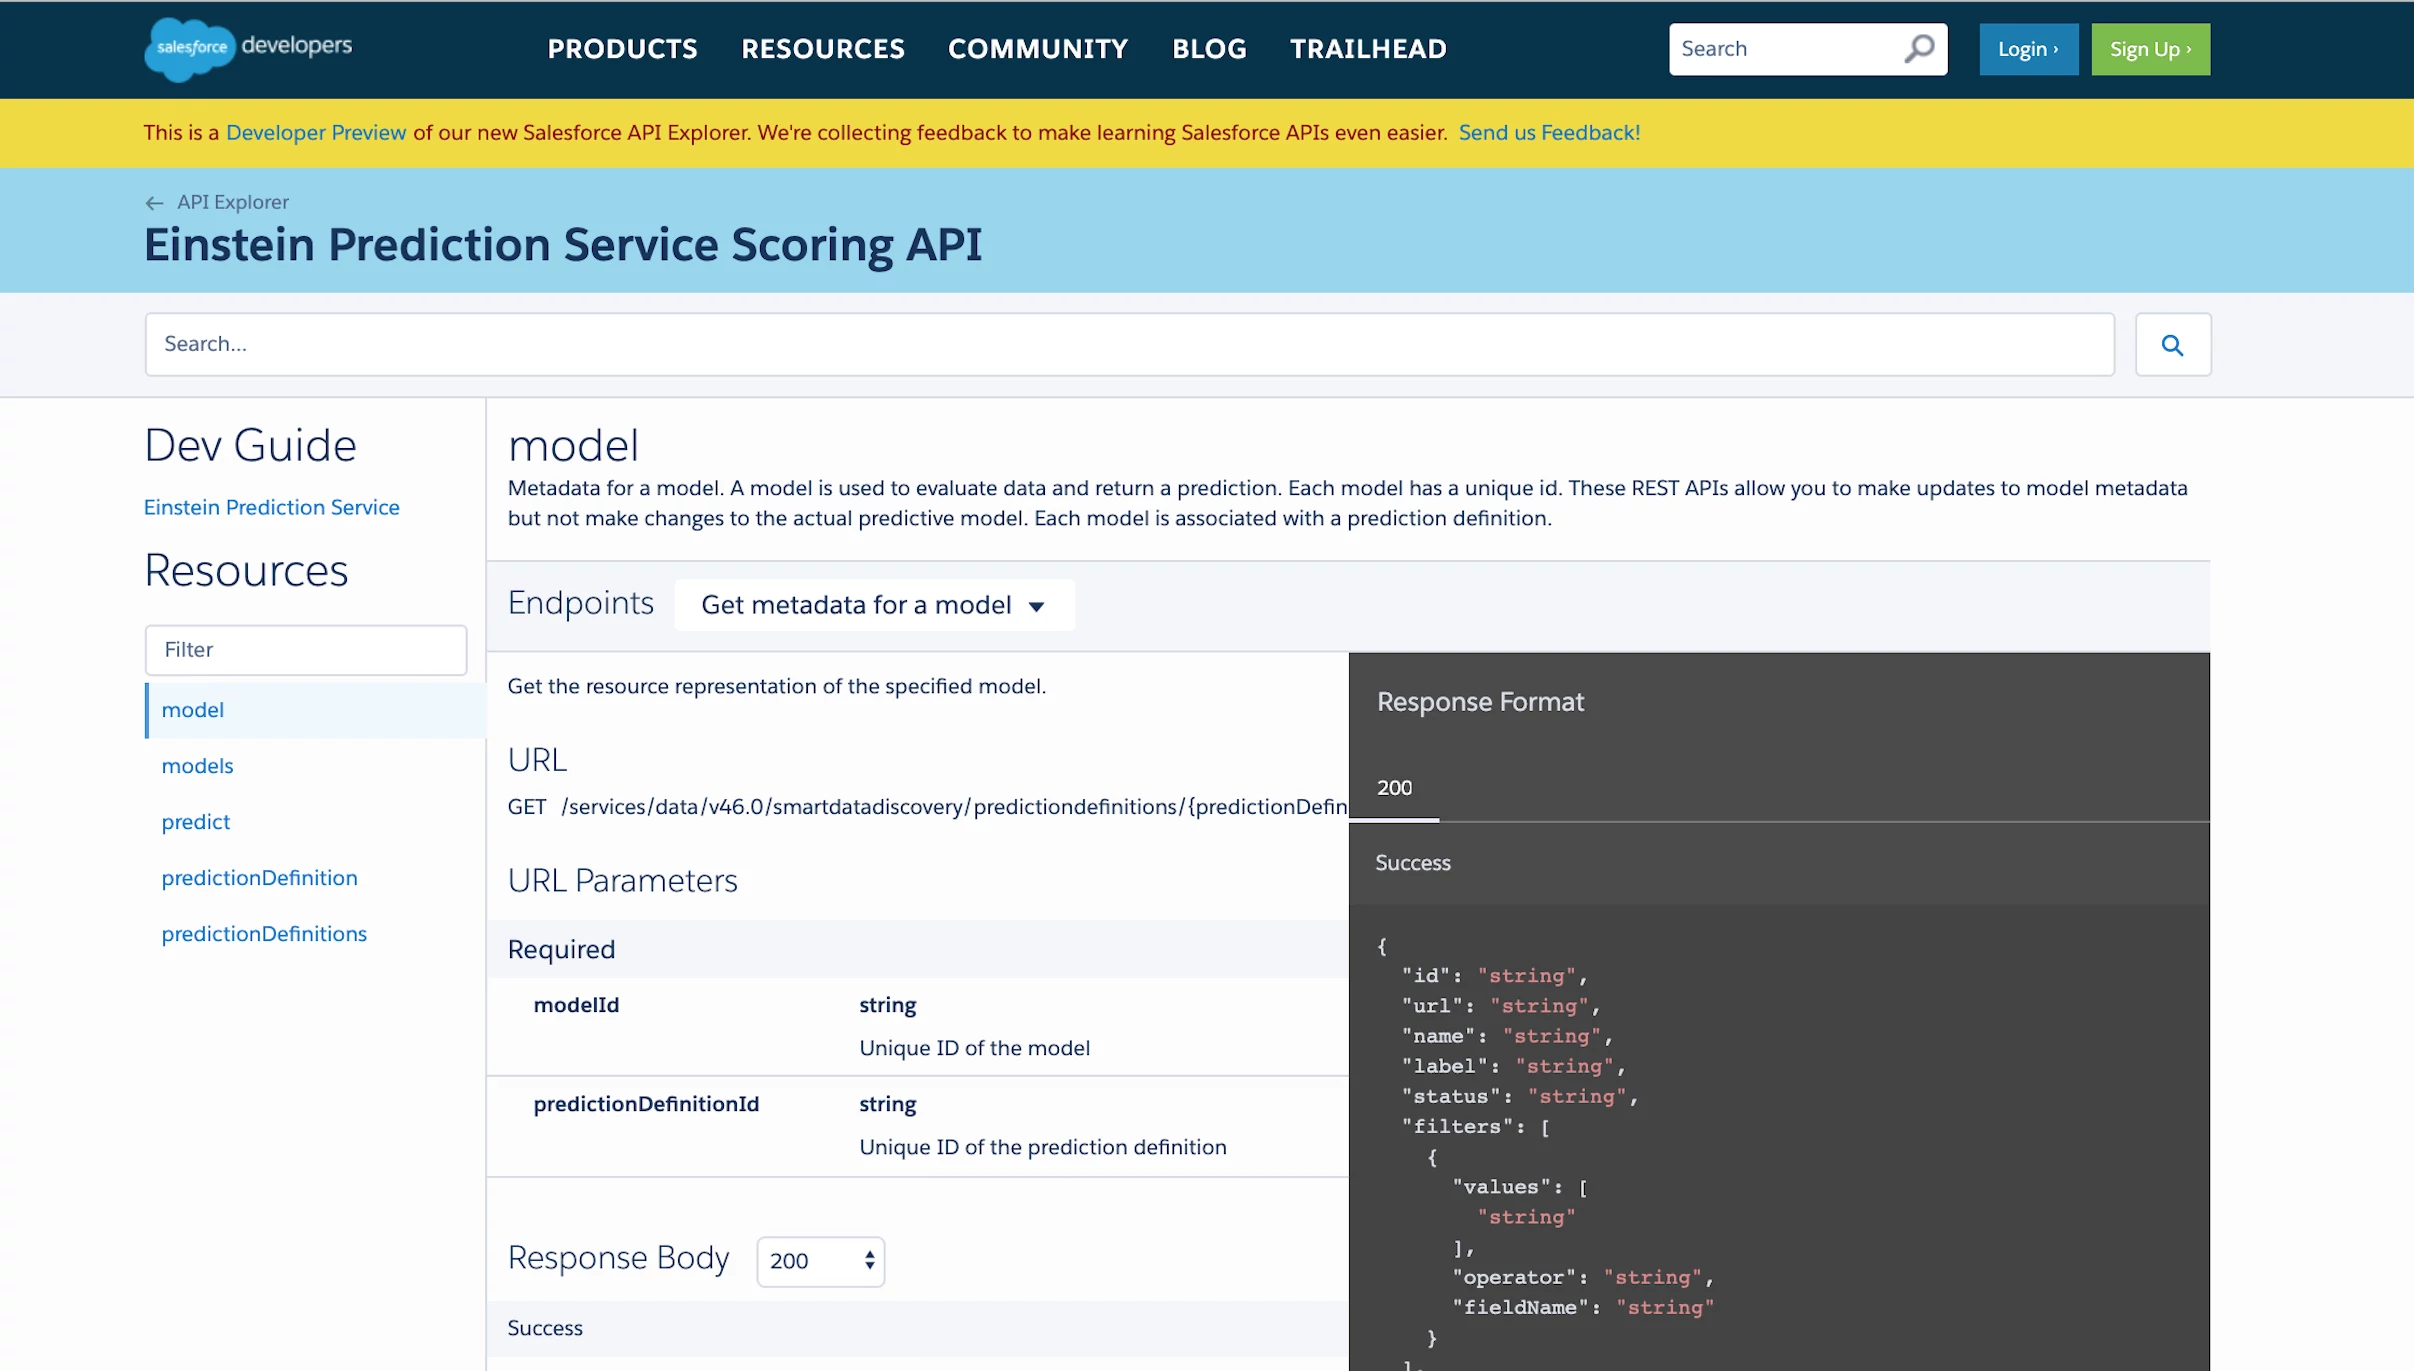 salesforce developers
PRODUCTS RESOURCES COMMUNITY BLOG TRAILHEAD
Search
Login ›
Sign Up ›
This is a Developer Preview of our new Salesforce API Explorer. We're collecting feedback to make learning Salesforce APIs even easier. Send us Feedback!
← API Explorer
Einstein Prediction Service Scoring API
Search...
Dev Guide
Einstein Prediction Service
Resources
Filter
model
models
predict
predictionDefinition
predictionDefinitions
model
Metadata for a model. A model is used to evaluate data and return a prediction. Each model has a unique id. These REST APIs allow you to make updates to model metadata
but not make changes to the actual predictive model. Each model is associated with a prediction definition.
Endpoints Get metadata for a model
Get the resource representation of the specified model.
URL
GET /services/data/v46.0/smartdatadiscovery/predictiondefinitions/{predictionDefin
URL Parameters
Required
modelId string
Unique ID of the model
predictionDefinitionId string
Unique ID of the prediction definition
Response Body 200
Success
Response Format
200
Success
{
"id": "string",
"url": "string",
"name": "string",
"label": "string",
"status": "string",
"filters": [
{
"values": [
"string"
],
"operator": "string",
"fieldName": "string"
}
],